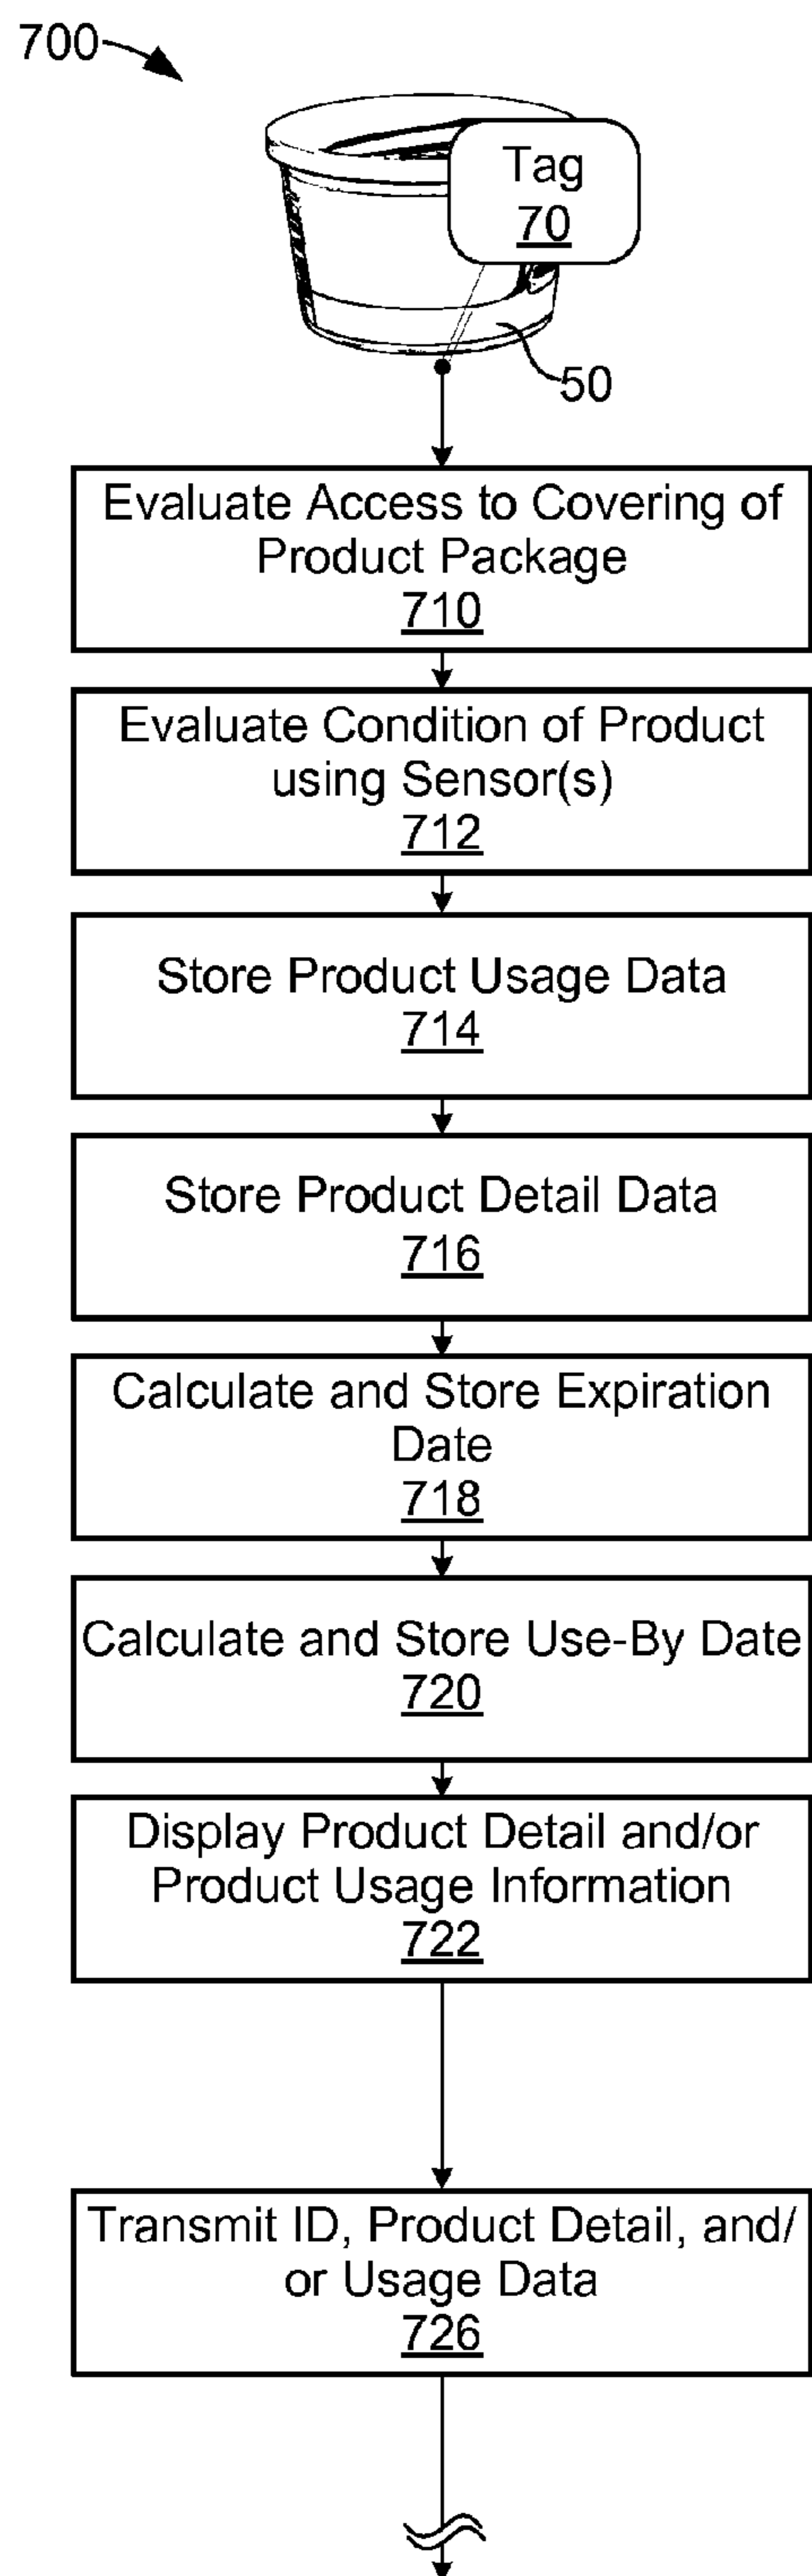 700
Tag
70
50
Evaluate Access to Covering of
Product Package
710
Evaluate Condition of Product
using Sensor(s)
712
Store Product Usage Data
714
Store Product Detail Data
716
Calculate and Store Expiration
Date
718
Calculate and Store Use-By Date
720
Display Product Detail and/or
Product Usage Information
722
Transmit ID, Product Detail, and/
or Usage Data
726